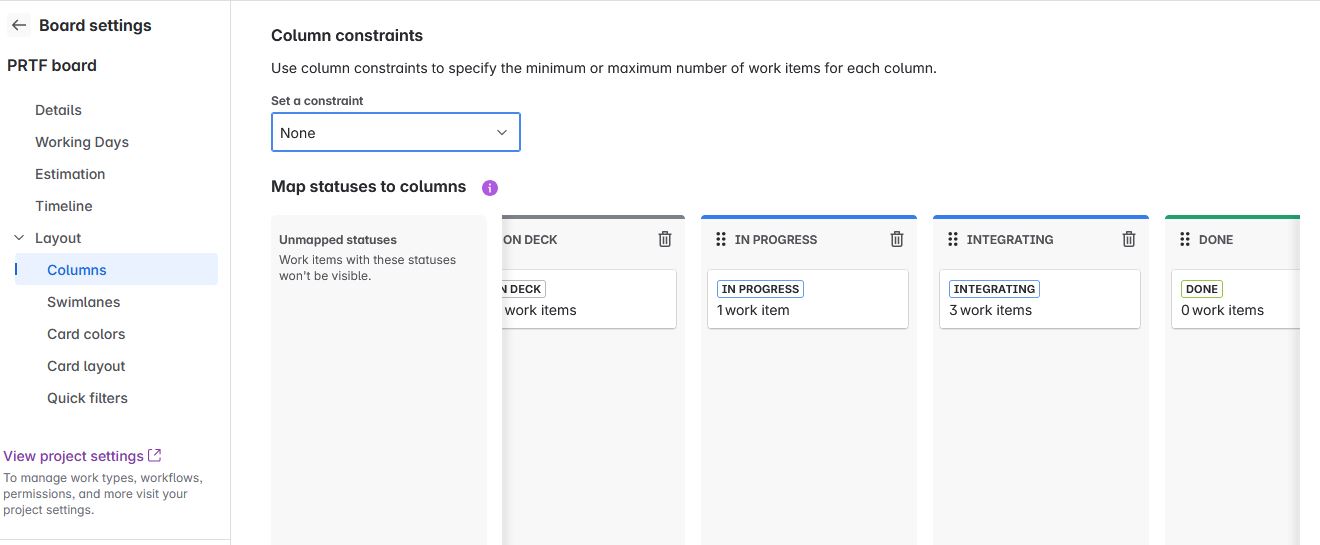 Board settings
PRTF board
Details
Working Days
Estimation
Timeline
Layout
Columns
Swimlanes
Card colors
Card layout
Quick filters
View project settings
To manage work types, workflows,
permissions, and more visit your
project settings.
Column constraints
Use column constraints to specify the minimum or maximum number of work items for each column.
Set a constraint
None
Map statuses to columns
Unmapped statuses
Work items with these statuses
won't be visible.
ON DECK
N DECK
work items
IN PROGRESS
IN PROGRESS
1 work item
INTEGRATING
INTEGRATING
3 work items
DONE
DONE
0 work items